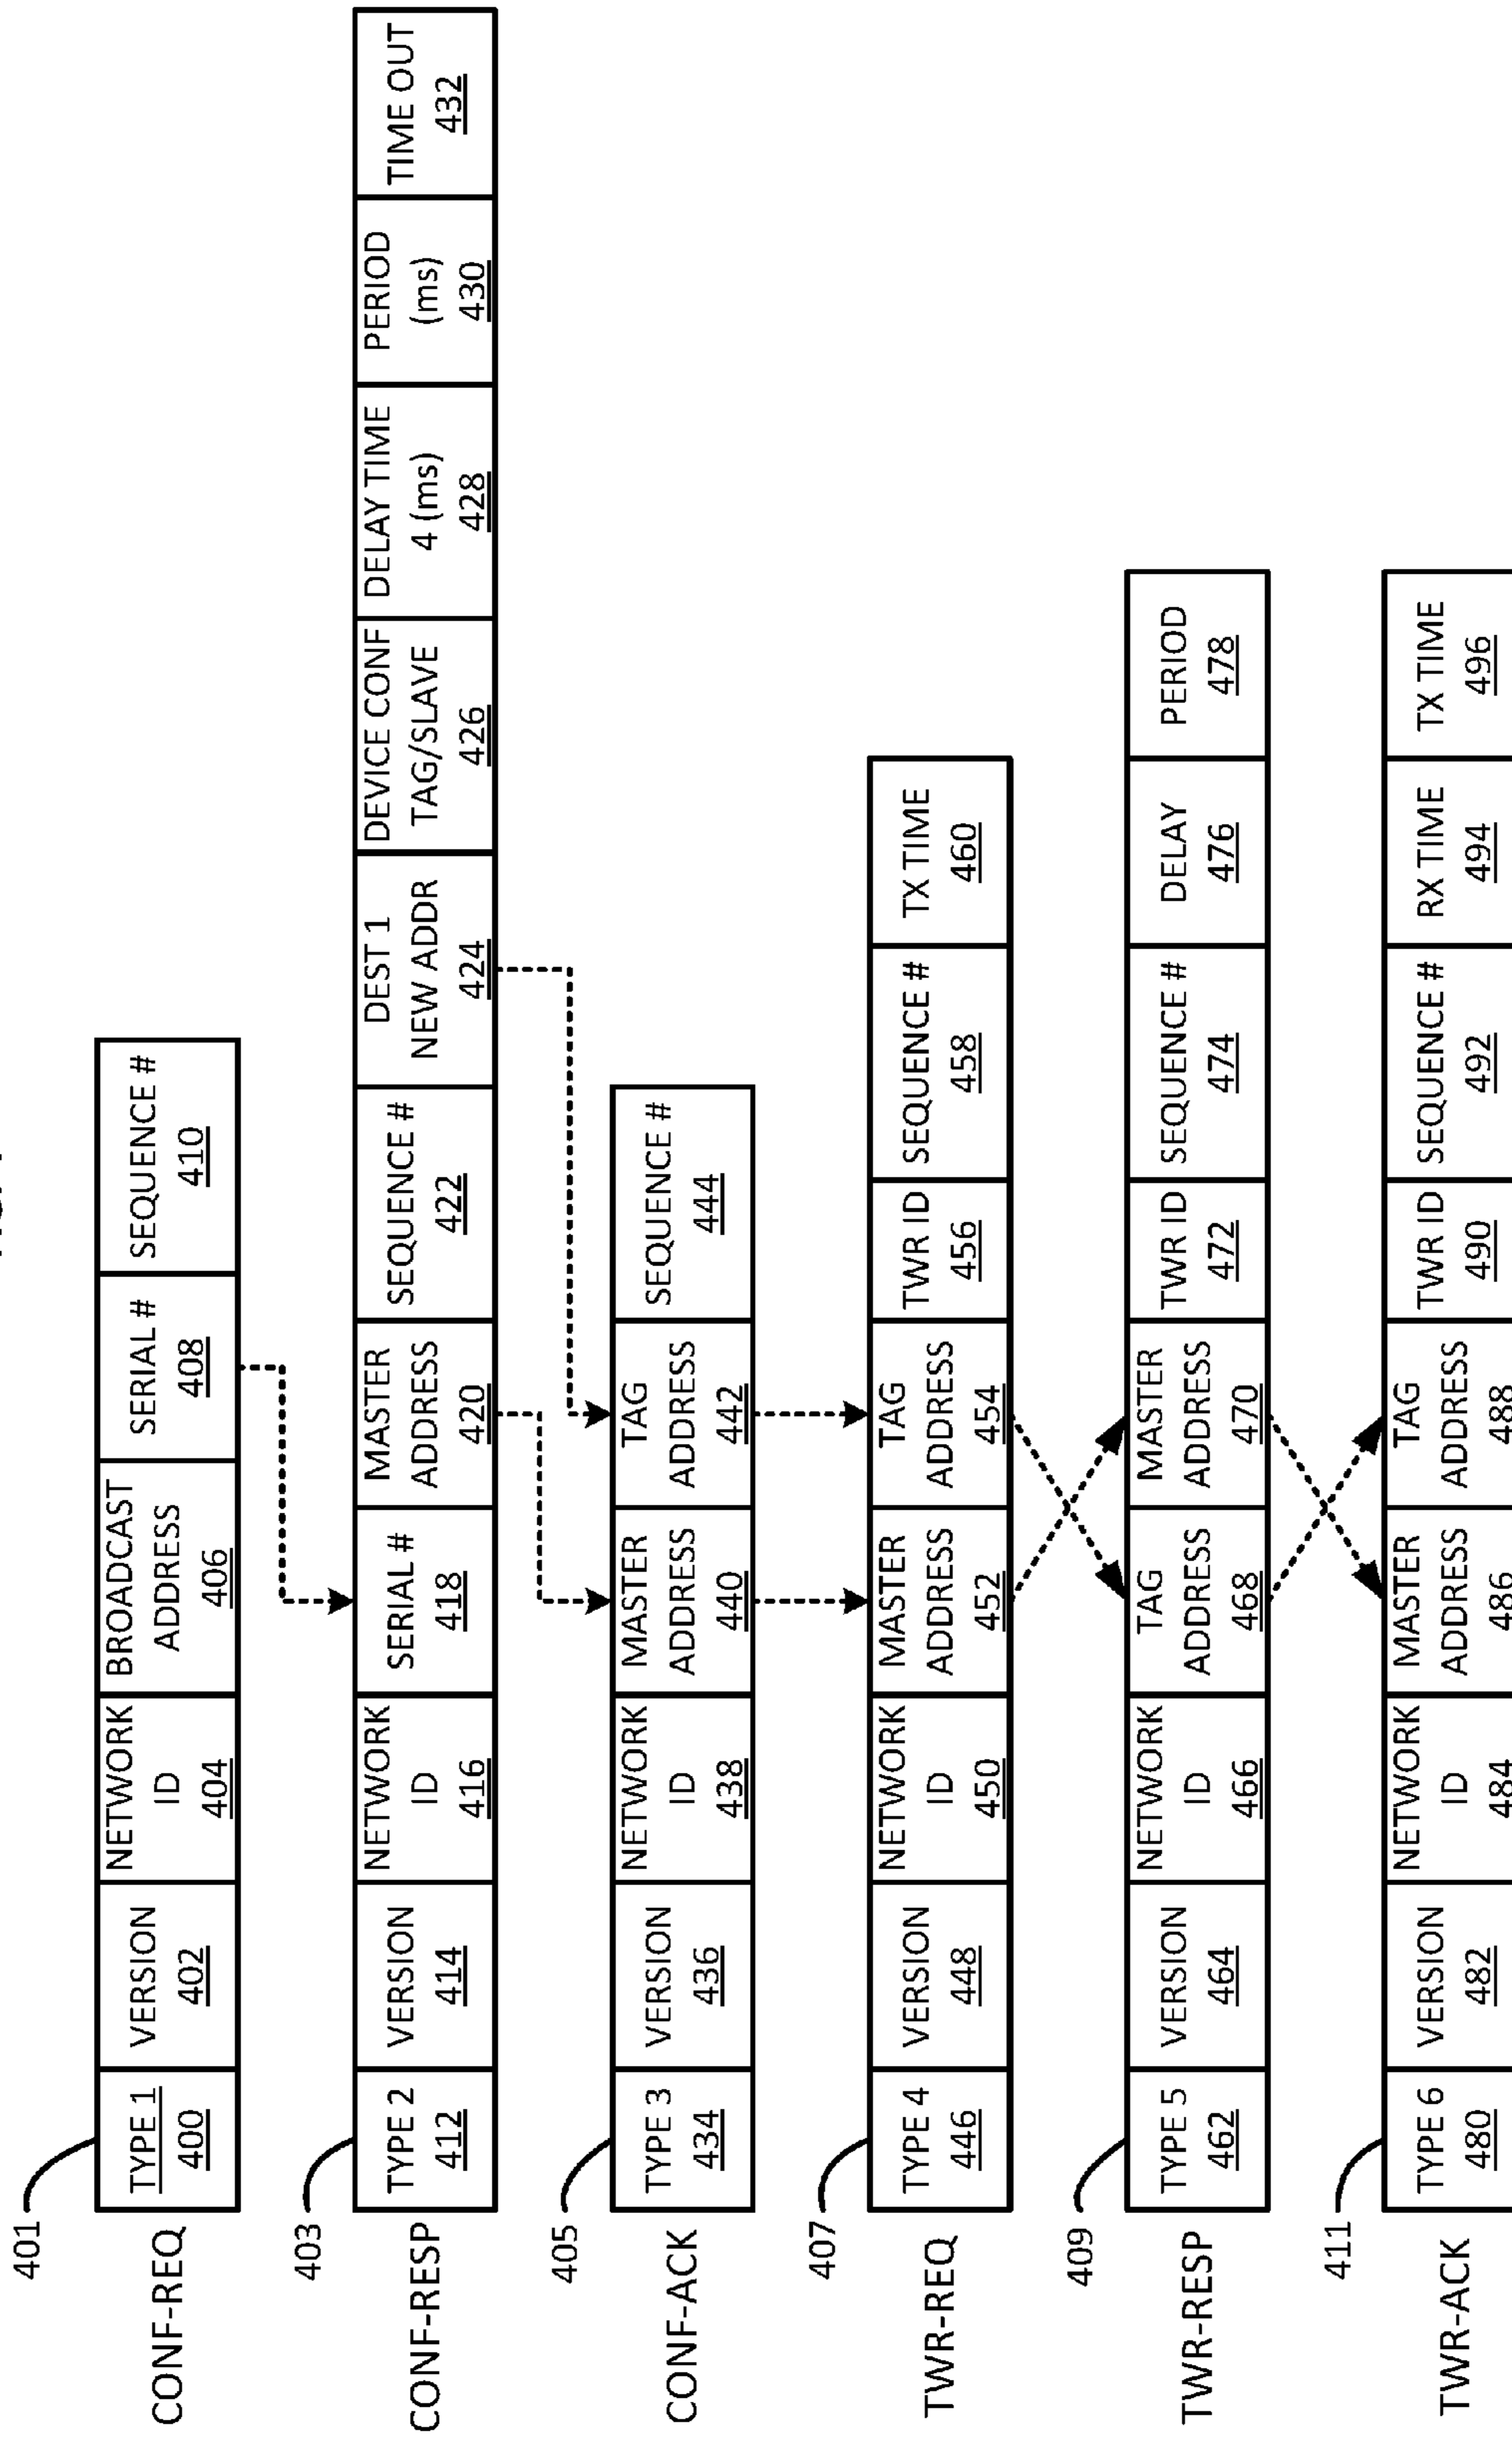 401
CONF-REQ
TYPE 1
400
VERSION
402
NETWORK
ID
404
BROADCAST
ADDRESS
406
SERIAL #
408
SEQUENCE #
410
403
CONF-RESP
TYPE 2
412
VERSION
414
NETWORK
ID
416
SERIAL #
418
MASTER
ADDRESS
420
SEQUENCE #
422
DEST 1
NEW ADDR
424
DEVICE CONF
TAG/SLAVE
426
DELAY TIME
4 (ms)
428
PERIOD
(ms)
430
TIME OUT
432
405
CONF-ACK
TYPE 3
434
VERSION
436
NETWORK
ID
438
MASTER
ADDRESS
440
TAG
ADDRESS
442
SEQUENCE #
444
407
TWR-REQ
TYPE 4
446
VERSION
448
NETWORK
ID
450
MASTER
ADDRESS
452
TAG
ADDRESS
454
TWR ID
456
SEQUENCE #
458
TX TIME
460
409
TWR-RESP
TYPE 5
462
VERSION
464
NETWORK
ID
466
TAG
ADDRESS
468
MASTER
ADDRESS
470
TWR ID
472
SEQUENCE #
474
DELAY
476
PERIOD
478
411
TWR-ACK
TYPE 6
480
VERSION
482
NETWORK
ID
484
MASTER
ADDRESS
486
TAG
ADDRESS
488
TWR ID
490
SEQUENCE #
492
RX TIME
494
TX TIME
496